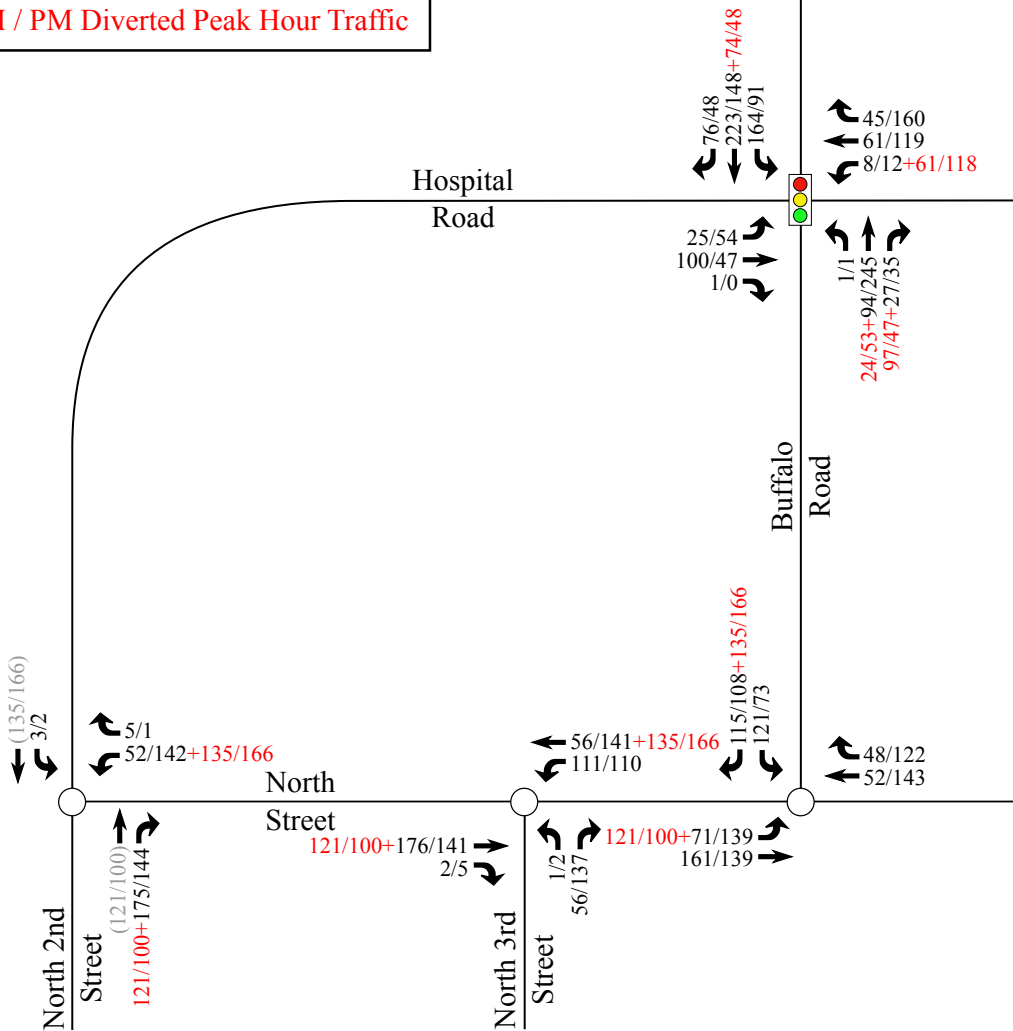 / PM Diverted Peak Hour Traffic
76/48
223/148+74/48
164/91
45/160
61/119
8/12+61/118
Hospital
Road
25/54
100/47
1/0
1/1
24/53+94/245
97/47+27/35
Buffalo
Road
(135/166)
3/2
5/1
52/142+135/166
North
Street
56/141+135/166
111/110
115/108+135/166
121/73
48/122
52/143
121/100+176/141
2/5
1/2
56/137
121/100+71/139
161/139
(121/100)
121/100+175/144
North 2nd
Street
North 3rd
Street